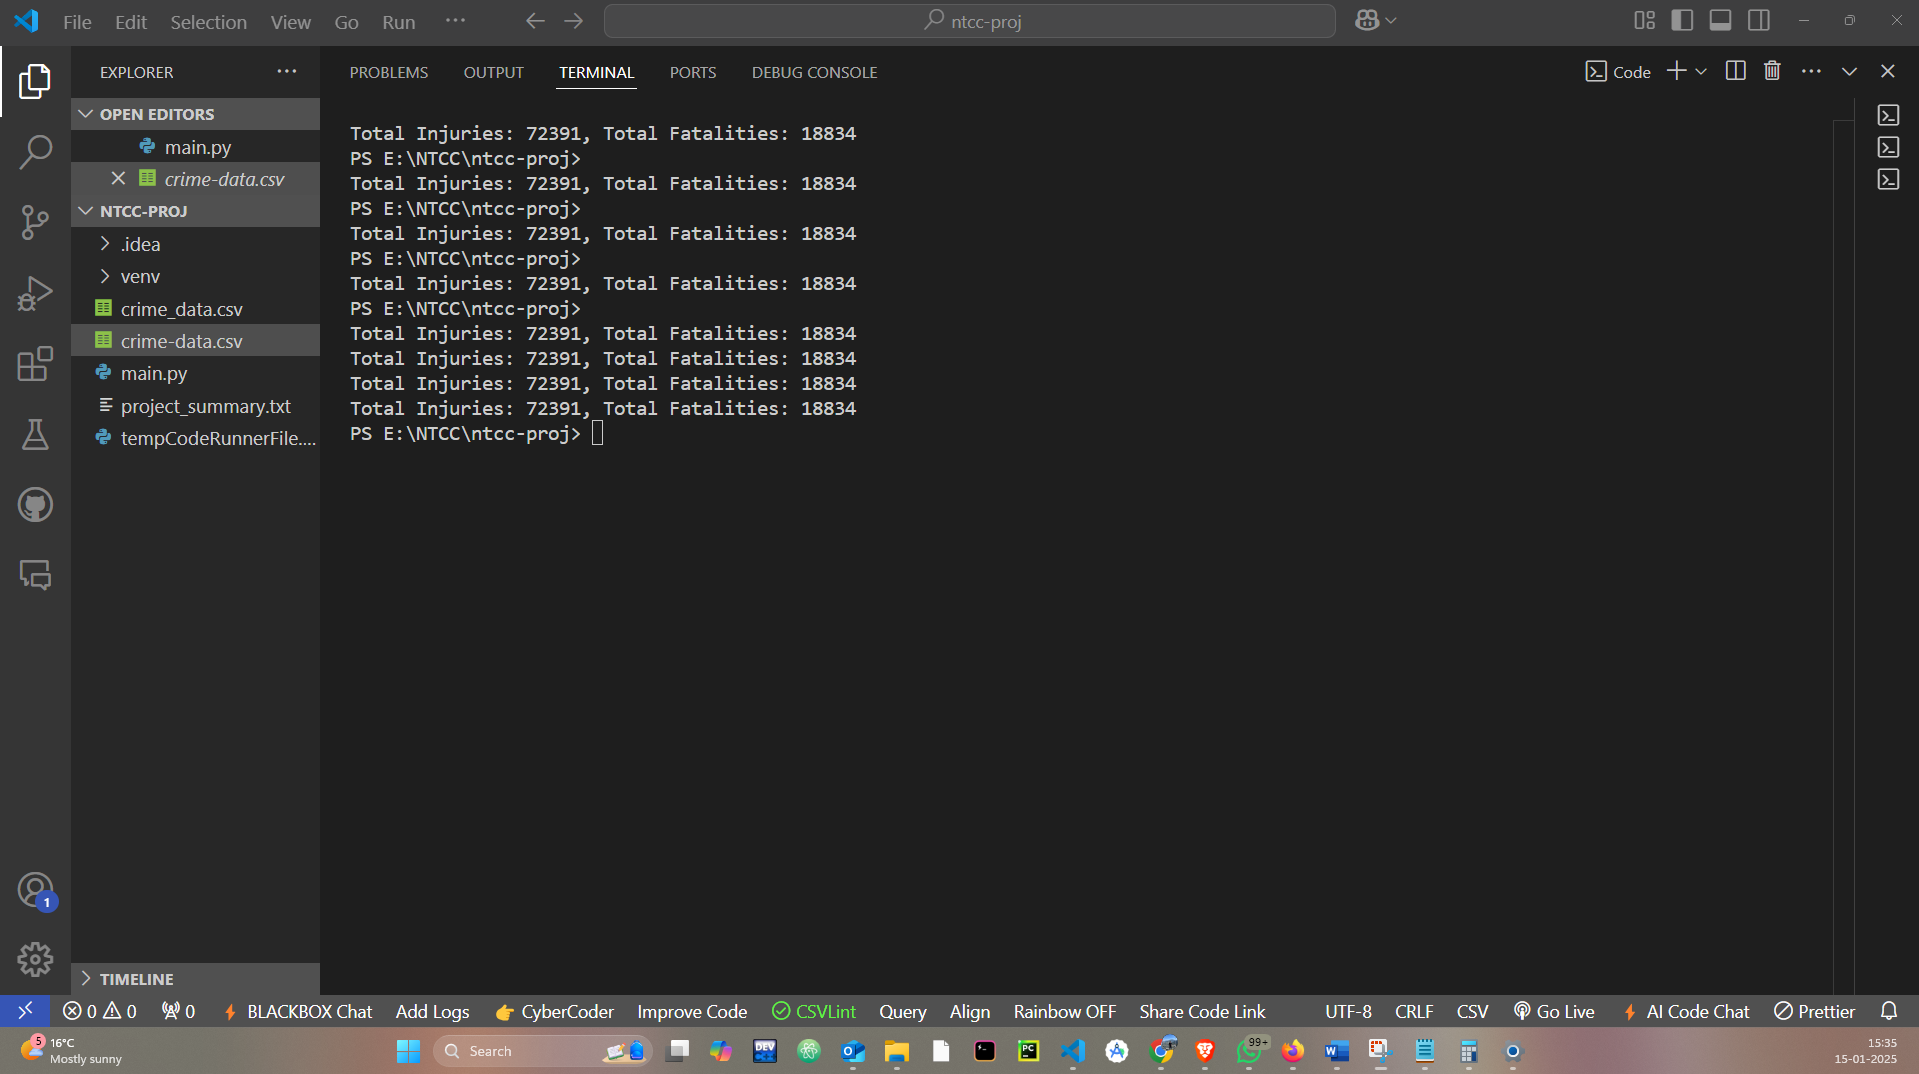 File Edit Selection View Go Run ···
ntcc-proj
EXPLORER
PROBLEMS OUTPUT TERMINAL PORTS DEBUG CONSOLE
Code
OPEN EDITORS
main.py
crime-data.csv
NTCC-PROJ
.idea
venv
crime_data.csv
crime-data.csv
main.py
project_summary.txt
tempCodeRunnerFile....
Total Injuries: 72391, Total Fatalities: 18834
PS E:\NTCC\ntcc-proj>
Total Injuries: 72391, Total Fatalities: 18834
PS E:\NTCC\ntcc-proj>
Total Injuries: 72391, Total Fatalities: 18834
PS E:\NTCC\ntcc-proj>
Total Injuries: 72391, Total Fatalities: 18834
PS E:\NTCC\ntcc-proj>
Total Injuries: 72391, Total Fatalities: 18834
Total Injuries: 72391, Total Fatalities: 18834
Total Injuries: 72391, Total Fatalities: 18834
Total Injuries: 72391, Total Fatalities: 18834
PS E:\NTCC\ntcc-proj>
1
TIMELINE
0 0 0 BLACKBOX Chat Add Logs CyberCoder Improve Code CSVLint Query Align Rainbow OFF Share Code Link UTF-8 CRLF CSV Go Live AI Code Chat Prettier
5
16°C
Mostly sunny
Search
DEV
PC
99+
15:35
15-01-2025